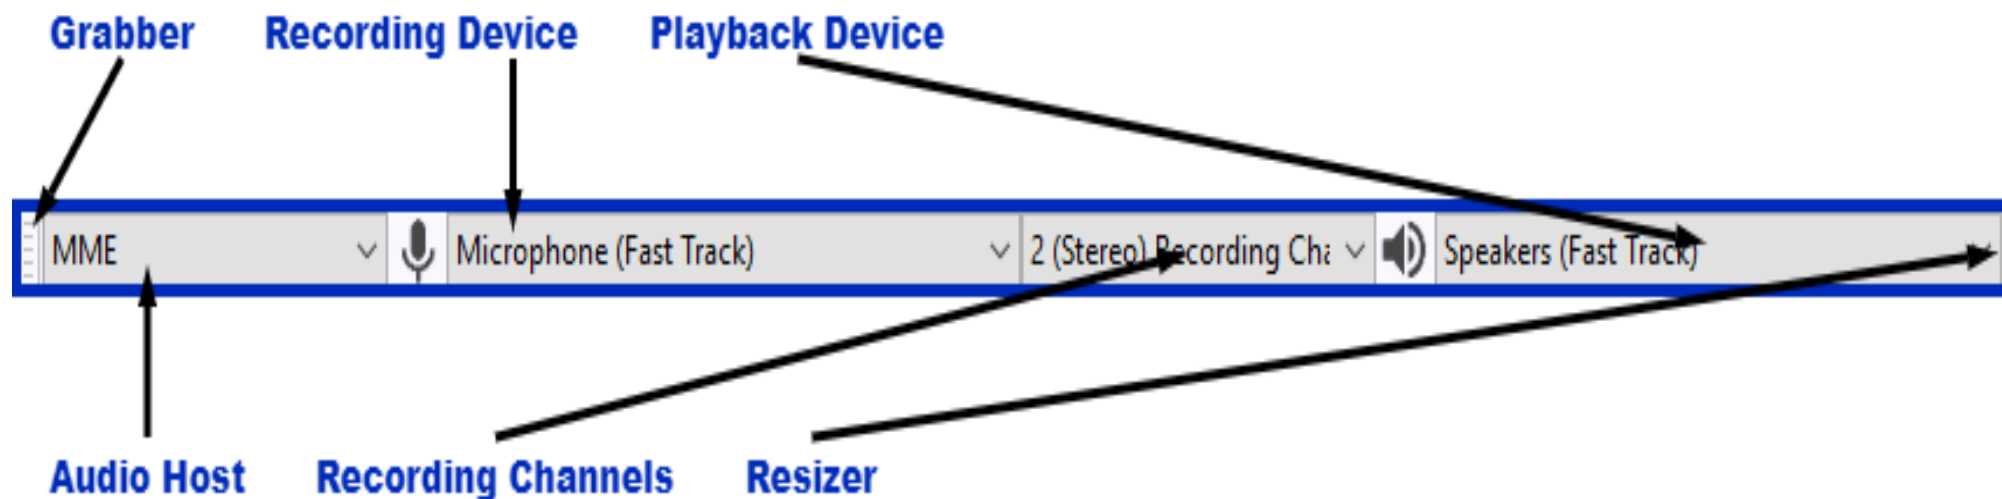 Grabber Recording Device Playback Device
MME Microphone (Fast Track) 2 (Stereo) Recording Cha Speakers (Fast Track)
Audio Host Recording Channels Resizer